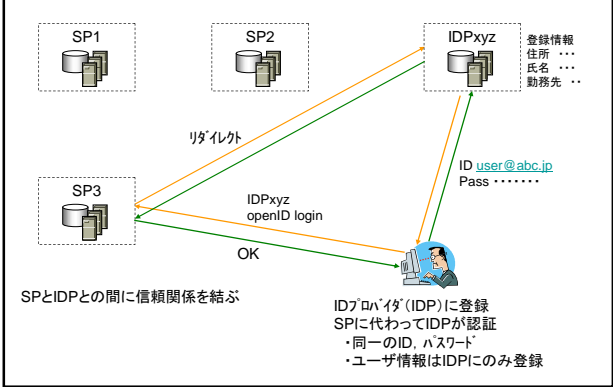 SP1
SP2
IDPxyz
登録情報
住所 ・・・
氏名 ・・・
勤務先 ・・
ﾘﾀﾞｲﾚｸﾄ
ID user@abc.jp
Pass ・・・・・・・
SP3
IDPxyz
openID login
OK
SPとIDPとの間に信頼関係を結ぶ
IDﾌﾟﾛﾊﾞｲﾀﾞ(IDP)に登録
SPに代わってIDPが認証
・同一のID, ﾊﾟｽﾜｰﾄﾞ
・ユーザ情報はIDPにのみ登録